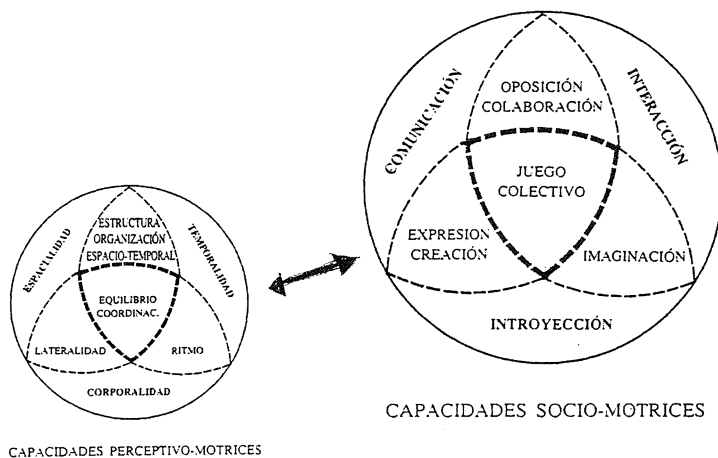 COMUNICACIÓN
INTERACCIÓN
OPOSICIÓN
COLABORACIÓN
JUEGO
COLECTIVO
EXPRESION
CREACIÓN
IMAGINACIÓN
INTROYECCIÓN
CAPACIDADES SOCIO-MOTRICES
ESPACIALIDAD
TEMPORALIDAD
ESTRUCTURA
ORGANIZACIÓN
ESPACIO-TEMPORAL
EQUILIBRIO
COORDINAC.
LATERALIDAD
RITMO
CORPORALIDAD
CAPACIDADES PERCEPTIVO-MOTRICES